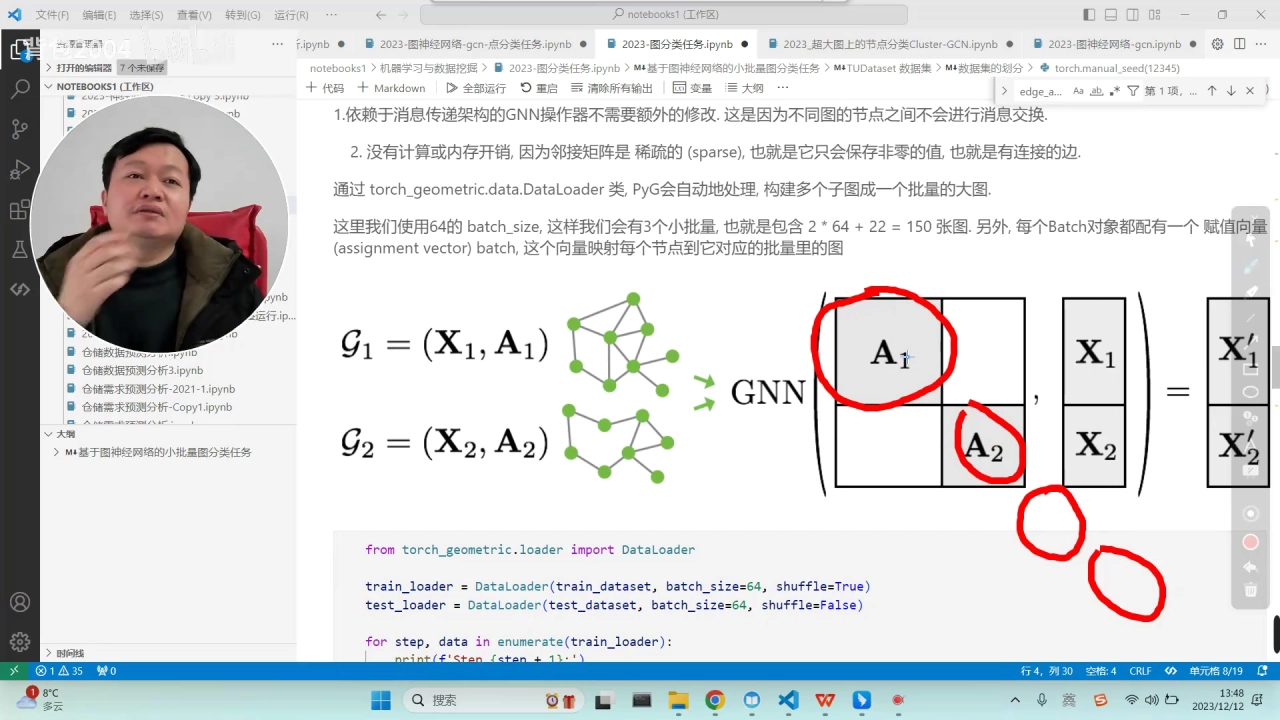 文件(F) 编辑(E) 选择(S) 查看(V) 转到(G) 运行(R) ··· notebooks1 (工作区)
.ipynb 2023-图神经网络-gcn-点分类任务.ipynb 2023-图分类任务.ipynb 2023_超大图上的节点分类Cluster-GCN.ipynb 2023-图神经网络-gcn.ipynb
打开的编辑器 7 个未保存
notebooks1 > 机器学习与数据挖掘 > 2023-图分类任务.ipynb > M↓基于图神经网络的小批量图分类任务 > M↓TUDataset 数据集 > M↓数据集的划分 > torch.manual_seed(12345)
NOTEBOOKS1 (工作区)
+ 代码 + Markdown 全部运行 重启 清除所有输出 变量 大纲 ···
edge_a... Aa ab 第 1 项, ...
1.依赖于消息传递架构的GNN操作器不需要额外的修改. 这是因为不同图的节点之间不会进行消息交换.
2. 没有计算或内存开销, 因为邻接矩阵是 稀疏的 (sparse), 也就是它只会保存非零的值, 也就是有连接的边.
通过 torch_geometric.data.DataLoader 类, PyG会自动地处理, 构建多个子图成一个批量的大图.
这里我们使用64的 batch_size, 这样我们会有3个小批量, 也就是包含 2 * 64 + 22 = 150 张图. 另外, 每个Batch对象都配有一个 赋值向量
(assignment vector) batch, 这个向量映射每个节点到它对应的批量里的图
仓储数据预测分析3.ipynb
仓储需求预测分析-2021-1.ipynb
仓储需求预测分析-Copy1.ipynb
大纲
M↓基于图神经网络的小批量图分类任务
时间线
G₁ = (X₁, A₁)
G₂ = (X₂, A₂)
GNN ( A₁ A₂ , X₁ X₂ ) = X₁′ X₂′
from torch_geometric.loader import DataLoader
train_loader = DataLoader(train_dataset, batch_size=64, shuffle=True)
test_loader = DataLoader(test_dataset, batch_size=64, shuffle=False)
for step, data in enumerate(train_loader):
print(f'Step {step + 1}:')
1 35 0 行 4, 列 30 空格: 4 CRLF 单元格 8/19
1 8°C 多云 搜索 英 13:48 2023/12/12